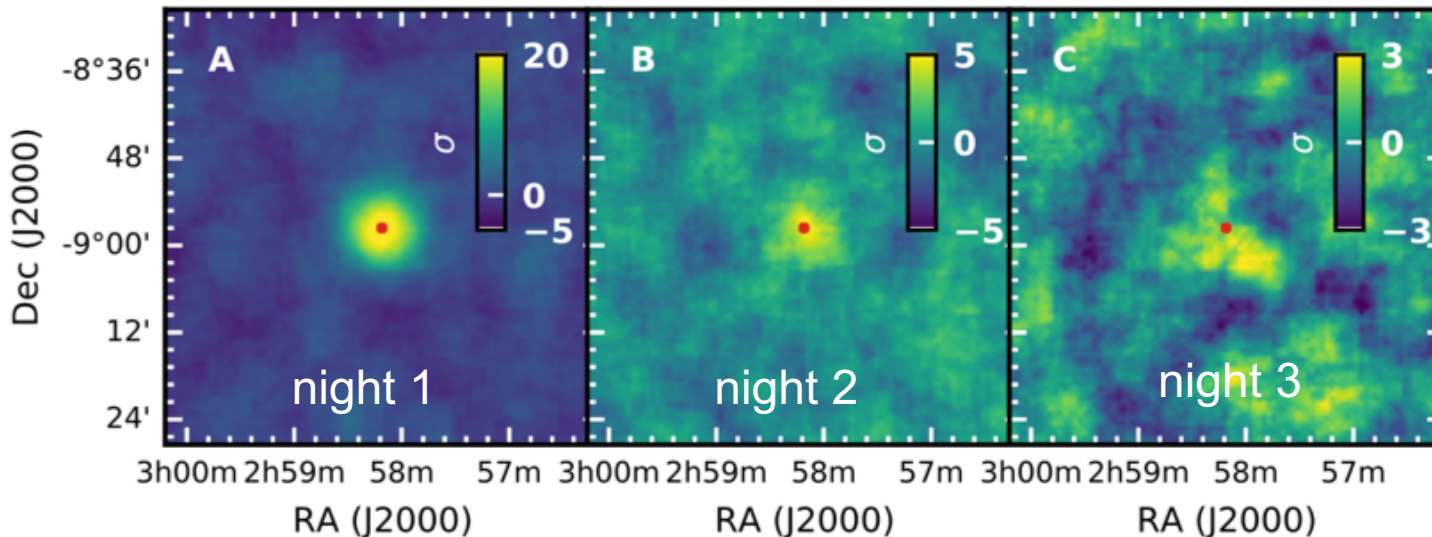 A
20
σ
0
−5
night 1
B
5
σ
0
−5
night 2
C
3
σ
0
−3
night 3
-8°36'
48'
-9°00'
12'
24'
Dec (J2000)
3h00m 2h59m 58m 57m 3h00m 2h59m 58m 57m 3h00m 2h59m 58m 57m
RA (J2000) RA (J2000) RA (J2000)